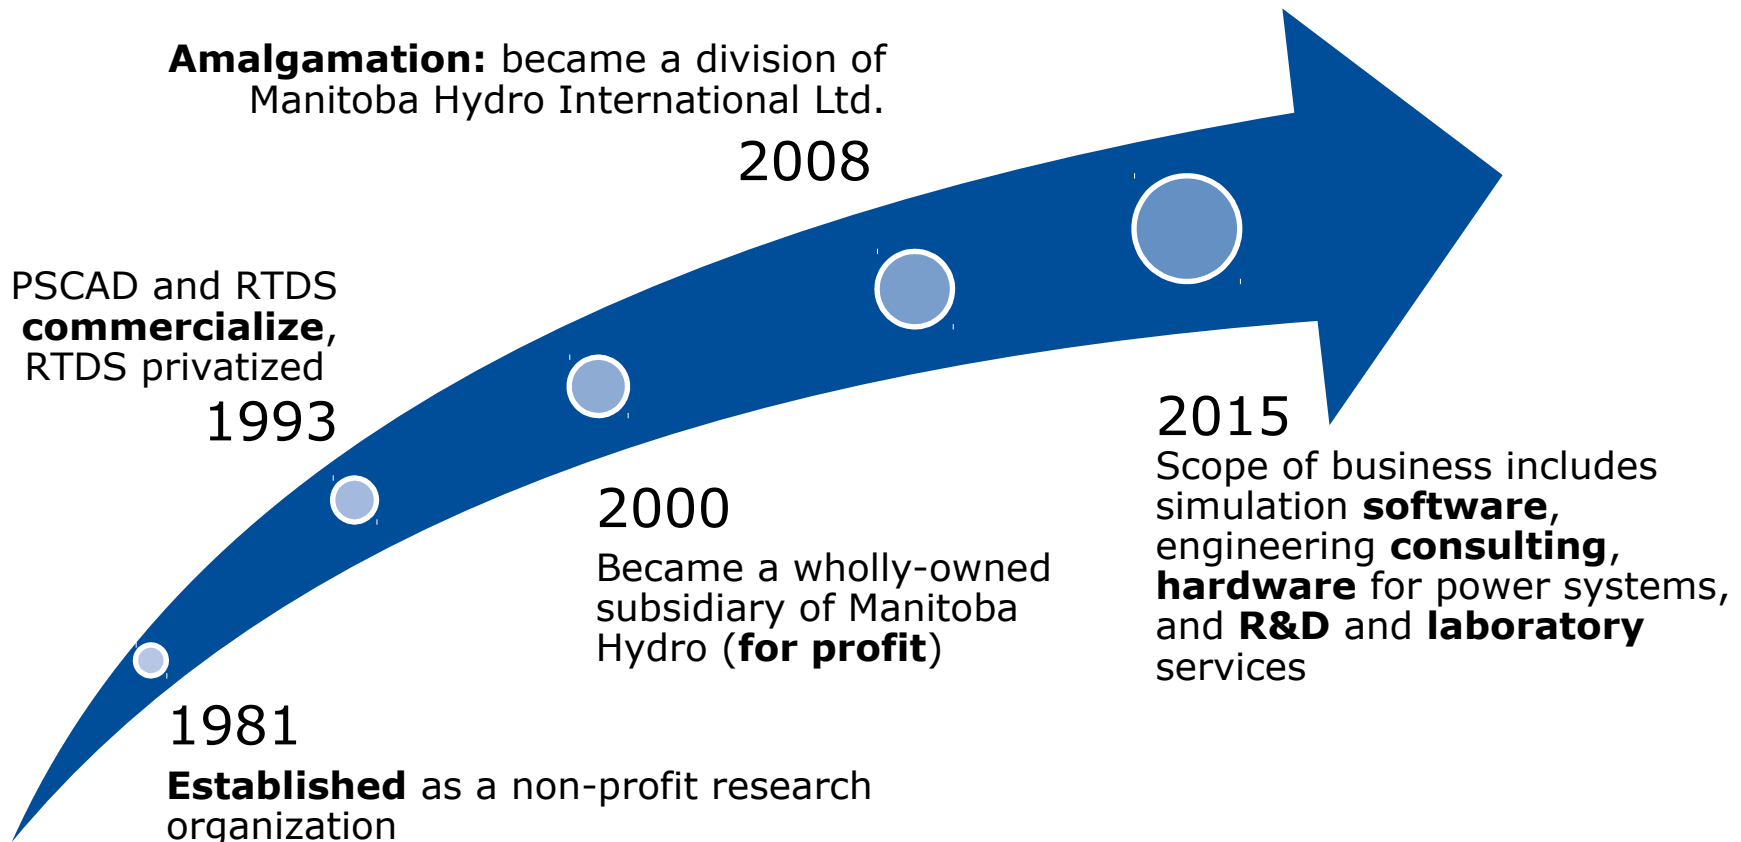 Amalgamation: became a division of
Manitoba Hydro International Ltd.
2008
PSCAD and RTDS
commercialize,
RTDS privatized
1993
2015
Scope of business includes
simulation software,
engineering consulting,
hardware for power systems,
and R&D and laboratory
services
2000
Became a wholly-owned
subsidiary of Manitoba
Hydro (for profit)
1981
Established as a non-profit research
organization